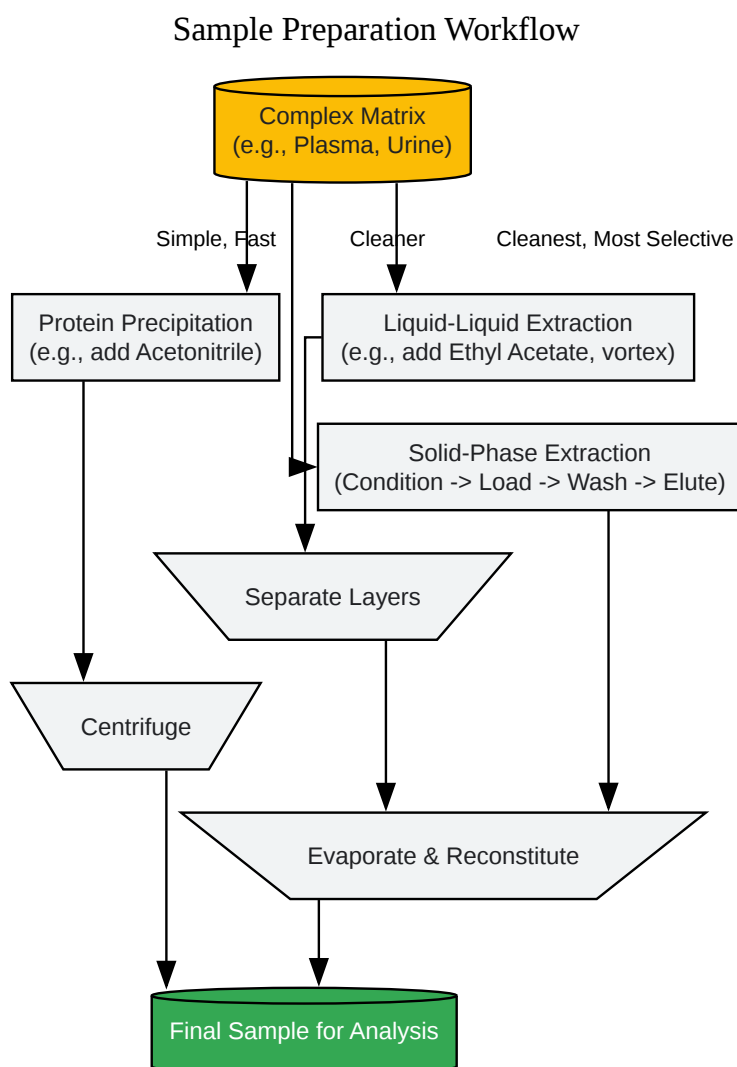 Sample Preparation Workflow
Complex Matrix
(e.g., Plasma, Urine)
Simple, Fast
Cleaner
Cleanest, Most Selective
Protein Precipitation
(e.g., add Acetonitrile)
Liquid-Liquid Extraction
(e.g., add Ethyl Acetate, vortex)
Solid-Phase Extraction
(Condition -> Load -> Wash -> Elute)
Separate Layers
Centrifuge
Evaporate & Reconstitute
Final Sample for Analysis